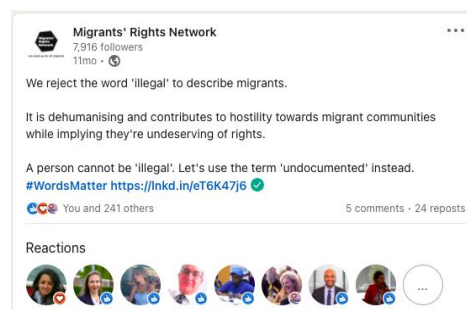 Migrants' Rights Network
7,916 followers
11mo •
We reject the word 'illegal' to describe migrants.
It is dehumanising and contributes to hostility towards migrant communities
while implying they're undeserving of rights.
A person cannot be 'illegal'. Let's use the term 'undocumented' instead.
#WordsMatter https://lnkd.in/eT6K47j6
You and 241 others
5 comments • 24 reposts
Reactions
...